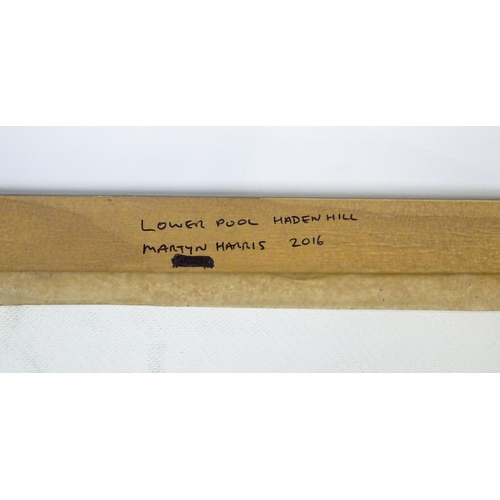 LOWER POOL HADEN HILL
MARTYN HARRIS 2016